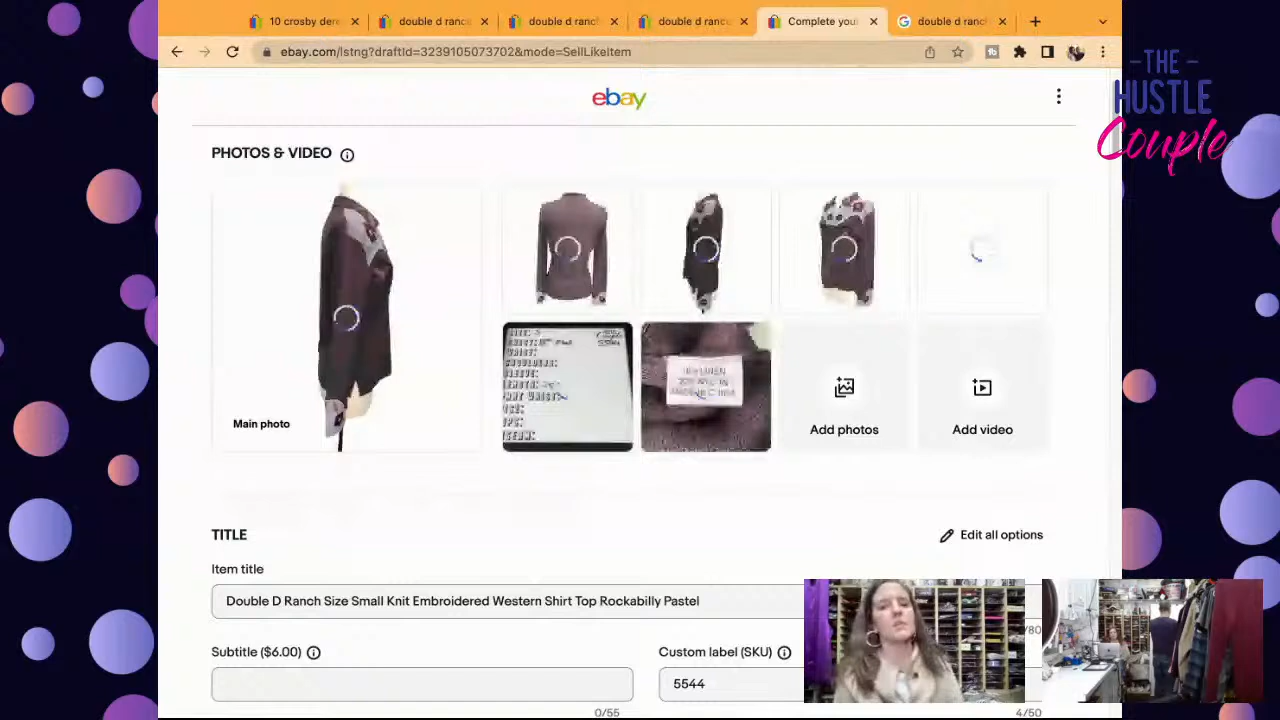 10 crosby dere
double d ranc
double d ranc
double d ranc
Complete you
double d ranc
ebay.com/lstng?draftId=3239105073702&mode=SellLikeItem
-THE-
HUSTLE
Couple
ebay
PHOTOS & VIDEO
Main photo
Add photos
Add video
TITLE
Edit all options
Item title
Double D Ranch Size Small Knit Embroidered Western Shirt Top Rockabilly Pastel
/80
Subtitle ($6.00)
Custom label (SKU)
5544
0/55
4/50